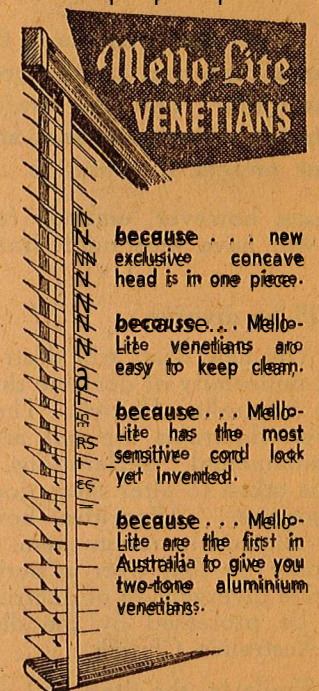 Mello-Lite
VENETIANS
because . . . new
exclusive concave
head is in one piece.
because . . . Mello-
Lite venetians are
easy to keep clean.
because . . . Mello-
Lite has the most
sensitive cord lock
yet invented!
because . . . Mello-
Lite are the first in
Australia to give you
two-tone aluminium
venetians.